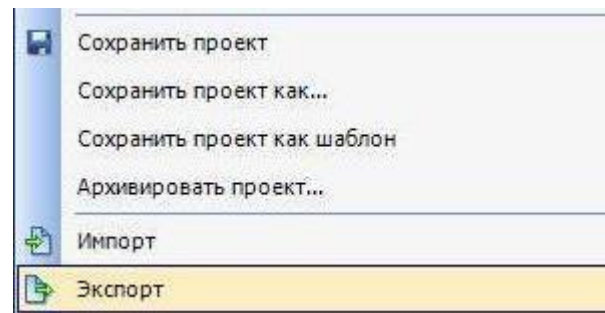 Сохранить проект
Сохранить проект как...
Сохранить проект как шаблон
Архивировать проект...
Импорт
Экспорт